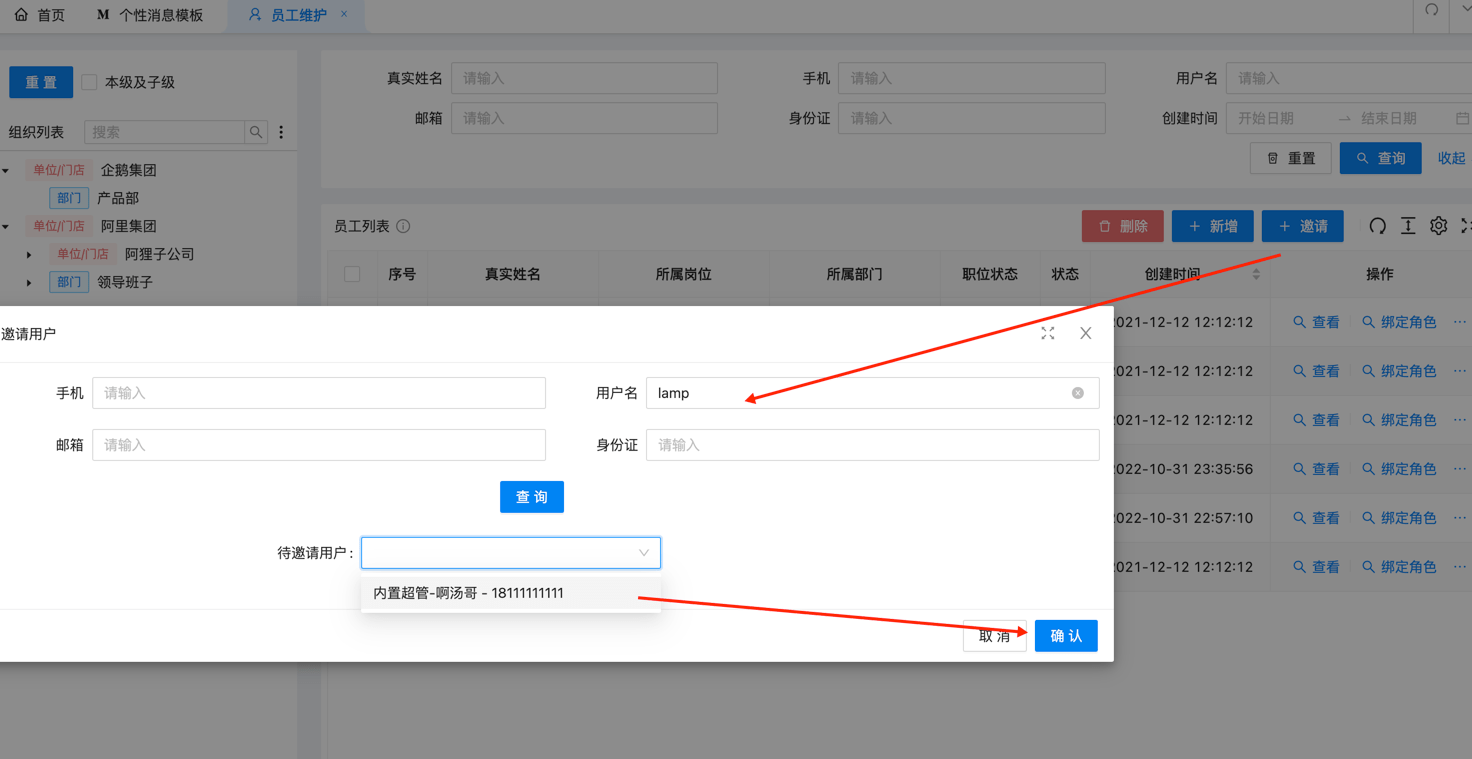 首页 M 个性消息模板 员工维护 ×
重 置 本级及子级
组织列表 搜索
单位/门店 企鹅集团
部门 产品部
单位/门店 阿里集团
单位/门店 阿狸子公司
部门 领导班子
真实姓名 请输入 手机 请输入 用户名 请输入
邮箱 请输入 身份证 请输入 创建时间 开始日期 → 结束日期
重置 查询 收起
员工列表 删除 + 新增 + 邀请
序号 真实姓名 所属岗位 所属部门 职位状态 状态 创建时间 操作
2021-12-12 12:12:12 查看 绑定角色 ···
2021-12-12 12:12:12 查看 绑定角色 ···
2021-12-12 12:12:12 查看 绑定角色 ···
2022-10-31 23:35:56 查看 绑定角色 ···
2022-10-31 22:57:10 查看 绑定角色 ···
2021-12-12 12:12:12 查看 绑定角色 ···
邀请用户
手机 请输入 用户名 lamp
邮箱 请输入 身份证 请输入
查 询
待邀请用户:
内置超管-啊汤哥 - 18111111111
取 消 确 认